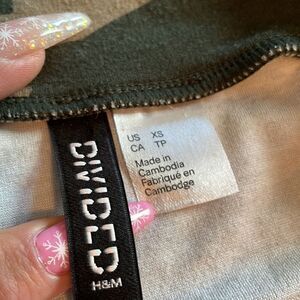 DIVIDED
H&M
US XS
CA TP
Made in
Cambodia
Fabriqué en
Cambodge